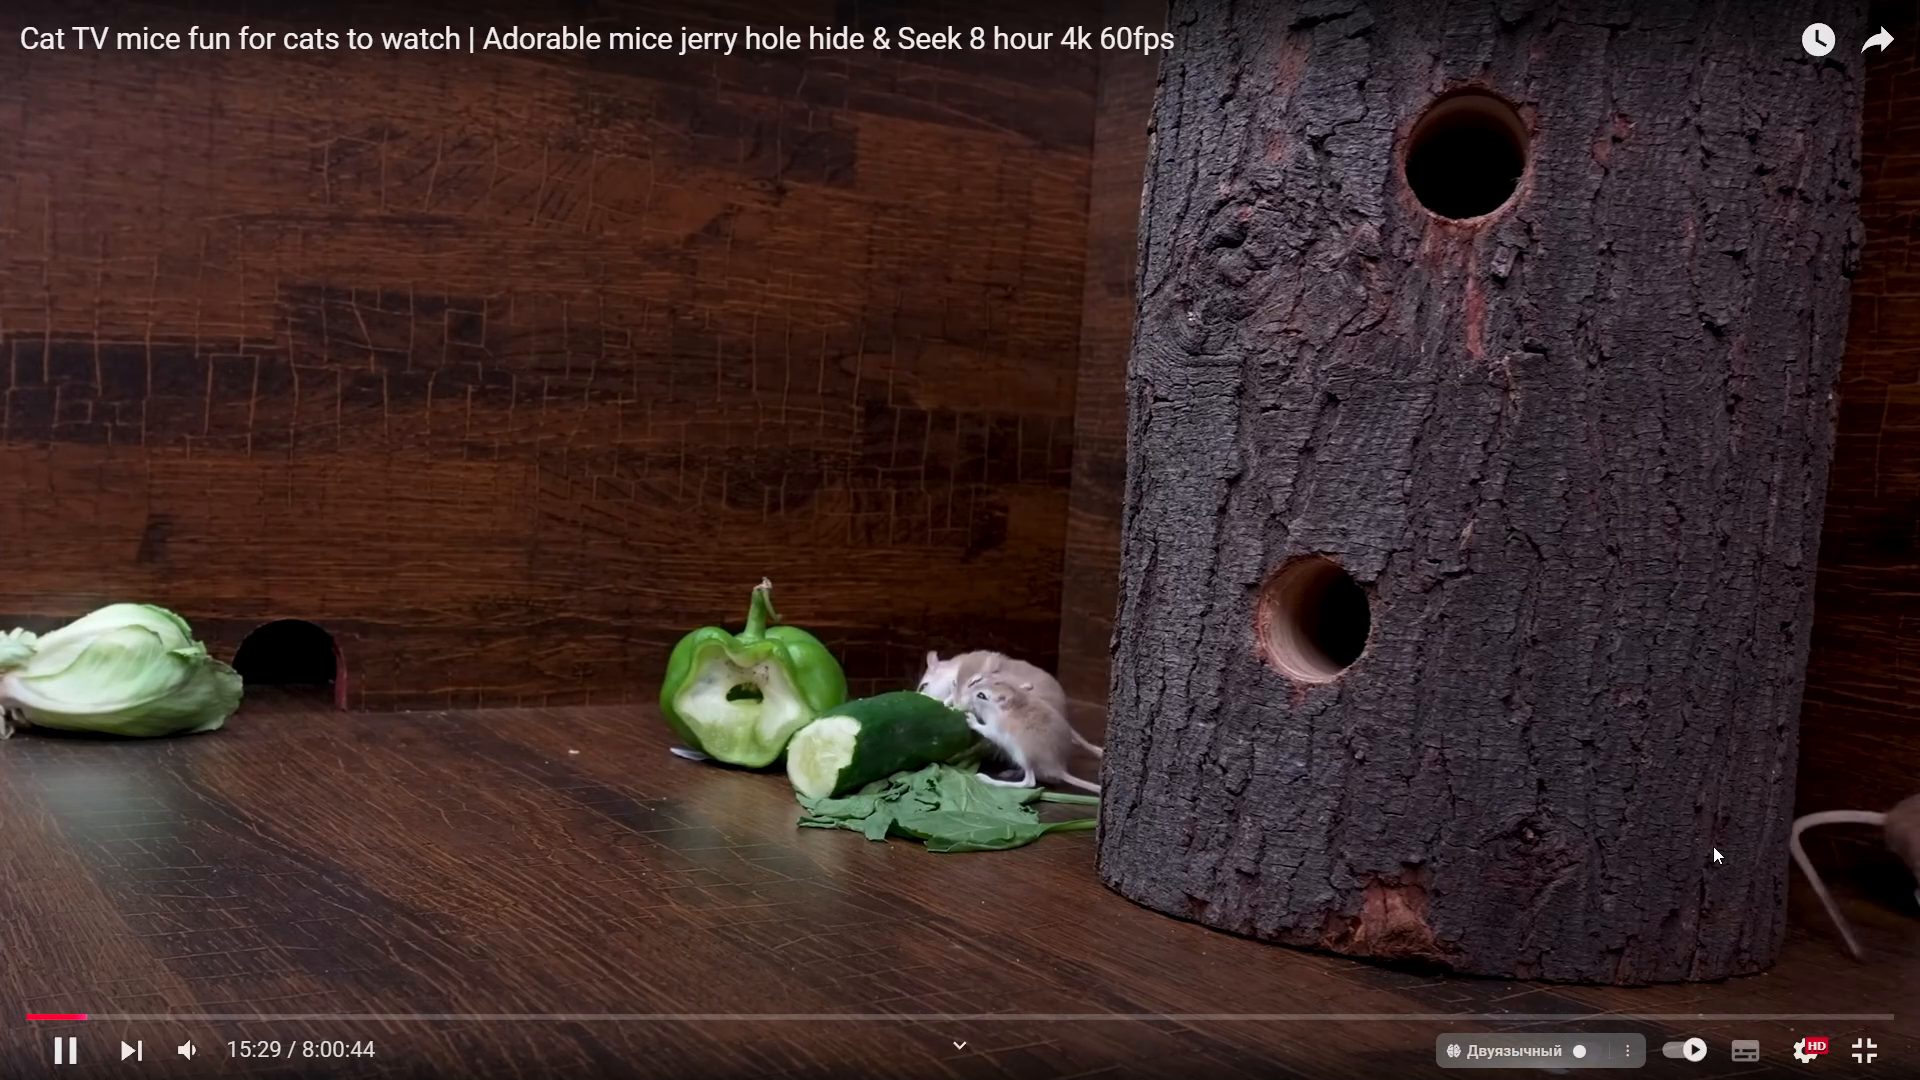 Cat TV mice fun for cats to watch | Adorable mice jerry hole hide & Seek 8 hour 4k 60fps
15:29 / 8:00:44
Двуязычный
HD